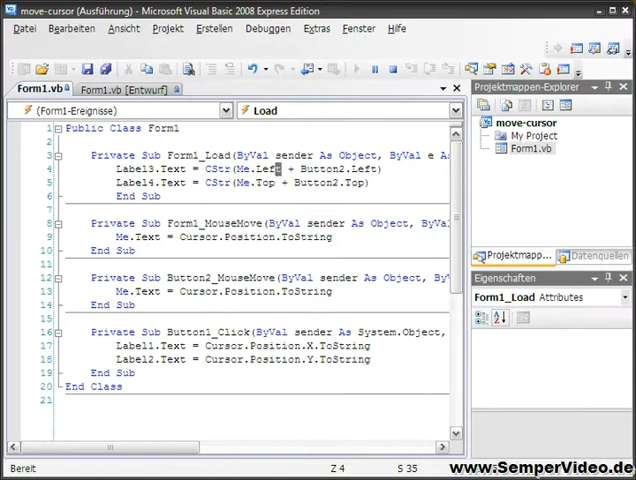 move-cursor (Ausführung) - Microsoft Visual Basic 2008 Express Edition
Datei Bearbeiten Ansicht Projekt Erstellen Debuggen Daten Extras Fenster Hilfe
Form1.vb Form1.vb [Entwurf]
(Form1-Ereignisse) Load
1 Public Class Form1
2
3 Private Sub Form1_Load(ByVal sender As Object, ByVal e As
4 Label3.Text = CStr(Me.Left + Button2.Left)
5 Label4.Text = CStr(Me.Top + Button2.Top)
6 End Sub
7
8 Private Sub Form1_MouseMove(ByVal sender As Object, ByVal
9 Me.Text = Cursor.Position.ToString
10 End Sub
11
12 Private Sub Button2_MouseMove(ByVal sender As Object, ByV
13 Me.Text = Cursor.Position.ToString
14 End Sub
15
16 Private Sub Button1_Click(ByVal sender As System.Object,
17 Label1.Text = Cursor.Position.X.ToString
18 Label2.Text = Cursor.Position.Y.ToString
19 End Sub
20 End Class
21
Projektmappen-Explorer
move-cursor
My Project
Form1.vb
Projektmapp... Datenquellen
Eigenschaften
Form1_Load Attributes
Bereit Z 4 S 35
www.SemperVideo.de